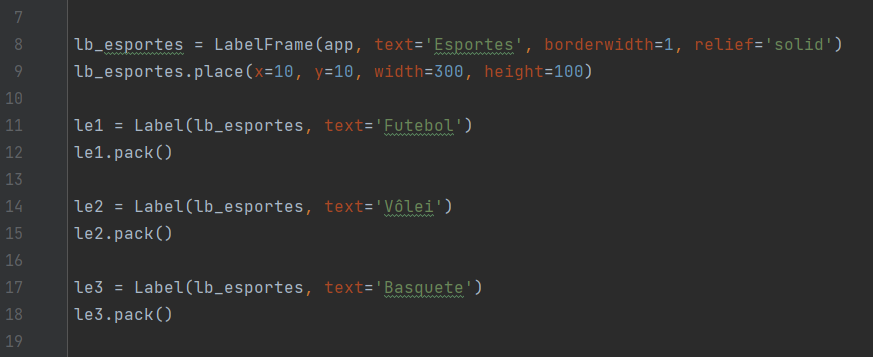 7
8 lb_esportes = LabelFrame(app, text='Esportes', borderwidth=1, relief='solid')
9 lb_esportes.place(x=10, y=10, width=300, height=100)
10
11 le1 = Label(lb_esportes, text='Futebol')
12 le1.pack()
13
14 le2 = Label(lb_esportes, text='Vôlei')
15 le2.pack()
16
17 le3 = Label(lb_esportes, text='Basquete')
18 le3.pack()
19